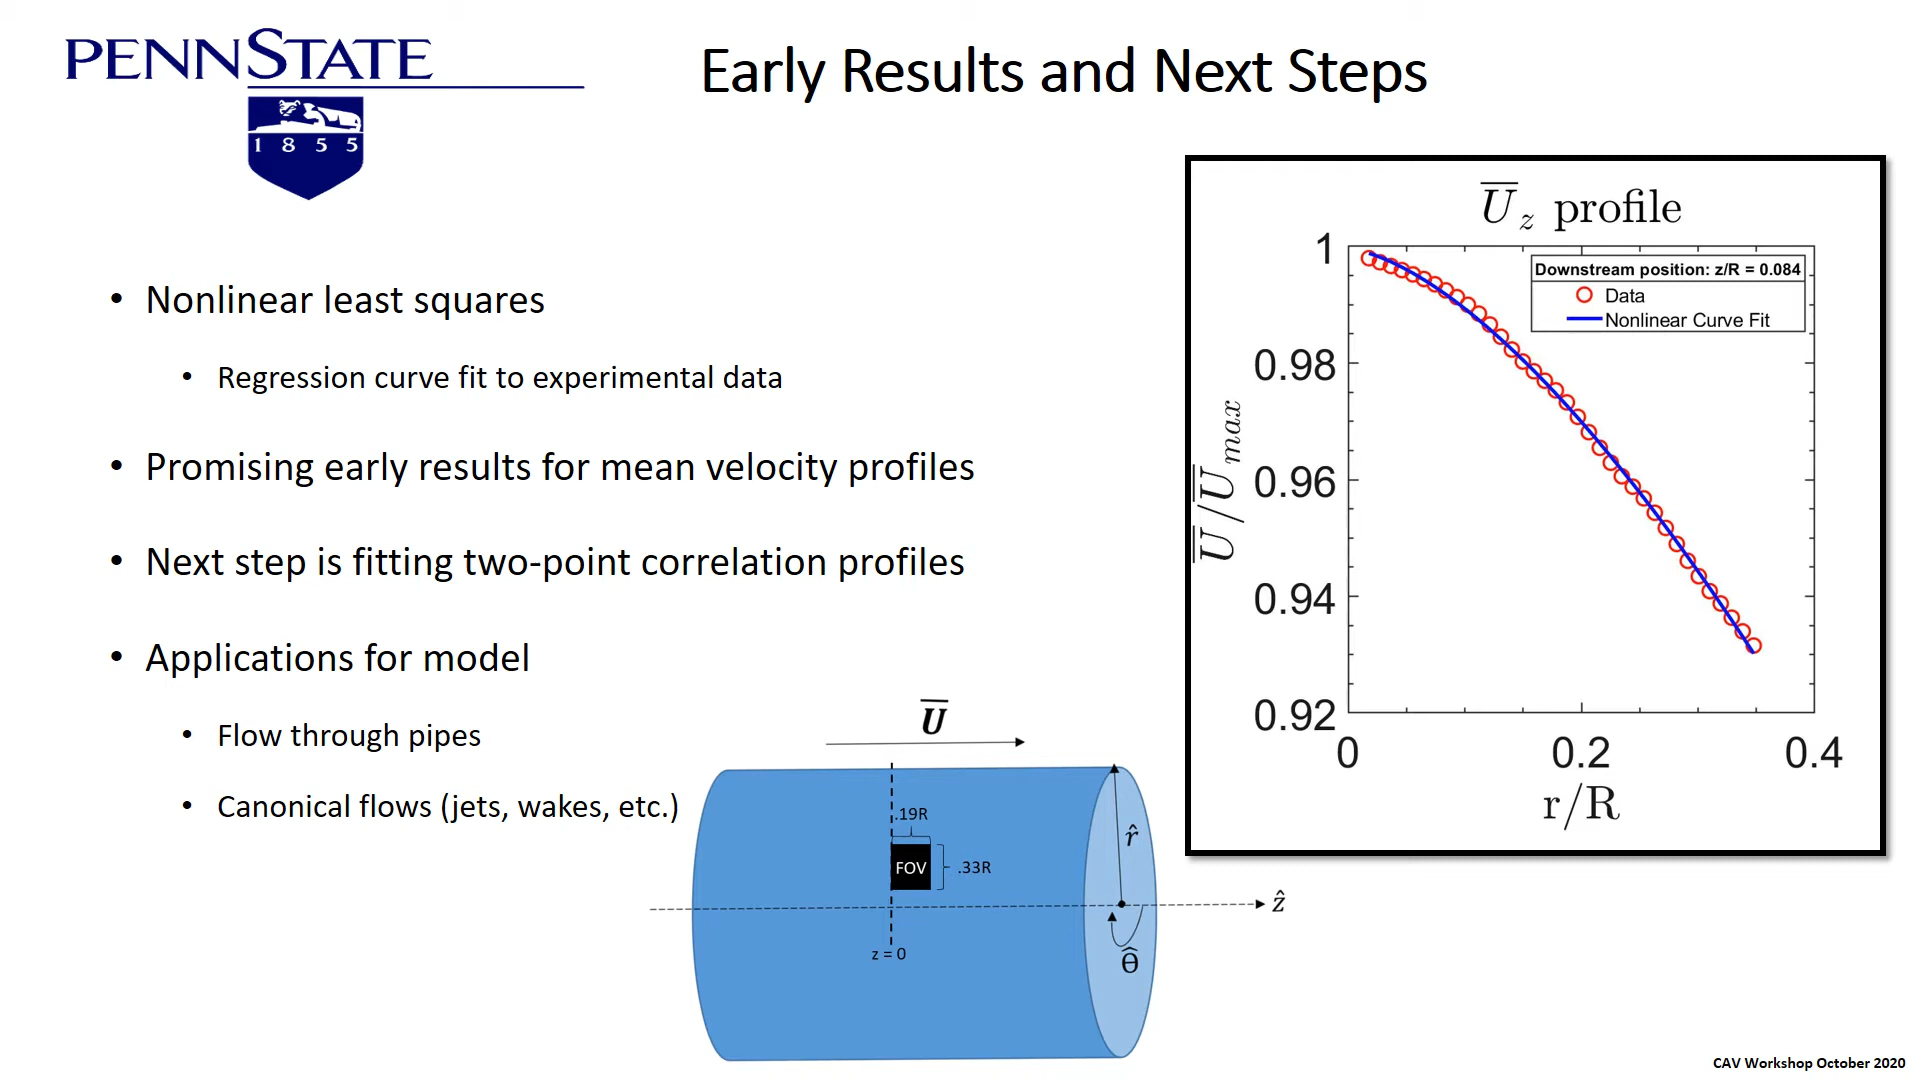 PENNSTATE
1 8 5 5
Early Results and Next Steps
• Nonlinear least squares
• Regression curve fit to experimental data
• Promising early results for mean velocity profiles
• Next step is fitting two-point correlation profiles
• Applications for model
• Flow through pipes
• Canonical flows (jets, wakes, etc.)
U̅
.19R
FOV
.33R
z = 0
r̂
ẑ
Θ̂
U̅z profile
Downstream position: z/R = 0.084
Data
Nonlinear Curve Fit
1
0.98
0.96
0.94
0.92
0 0.2 0.4
U̅/U̅max
r/R
CAV Workshop October 2020